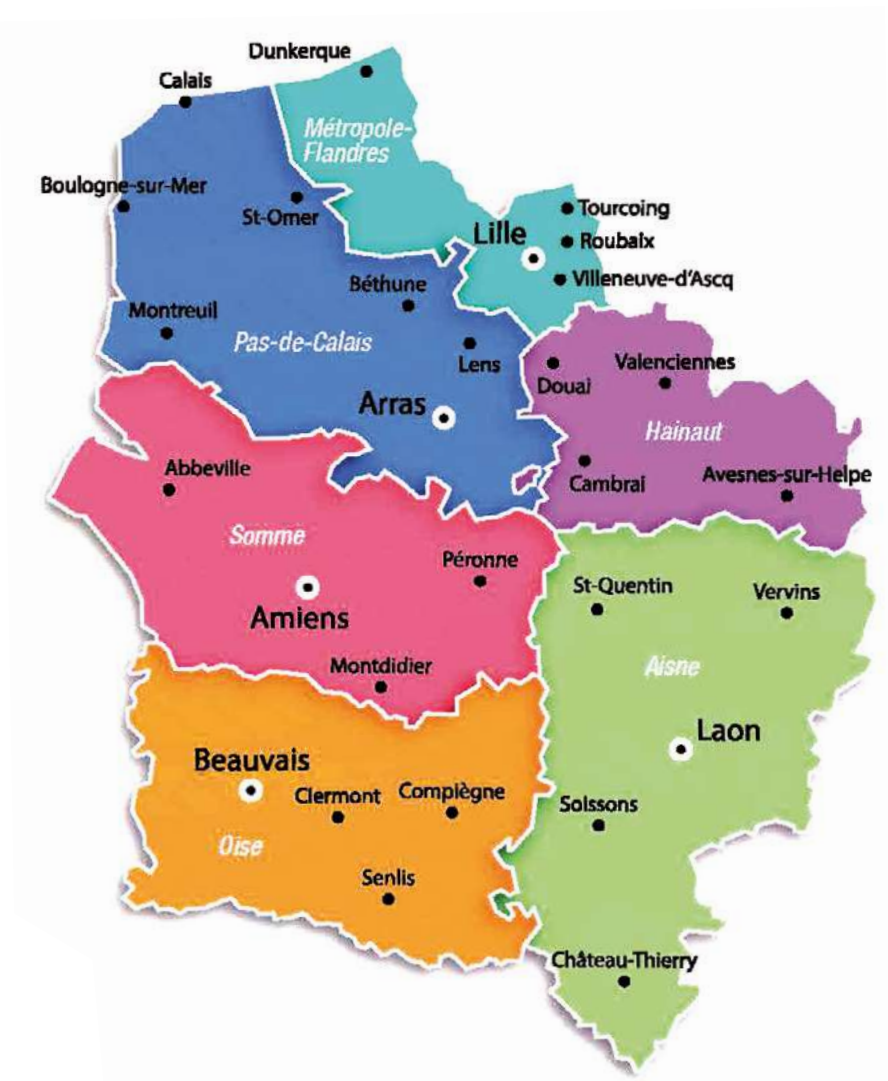 Dunkerque
Calais
Métropole-
Flandres
Boulogne-sur-Mer
St-Omer
Tourcoing
Lille
Roubaix
Villeneuve-d'Ascq
Béthune
Montreuil
Pas-de-Calais
Lens
Valenciennes
Douai
Arras
Hainaut
Abbeville
Cambrai
Avesnes-sur-Helpe
Somme
Péronne
St-Quentin
Vervins
Amiens
Montdidier
Aisne
Laon
Beauvais
Clermont
Compiègne
Soissons
Oise
Senlis
Château-Thierry